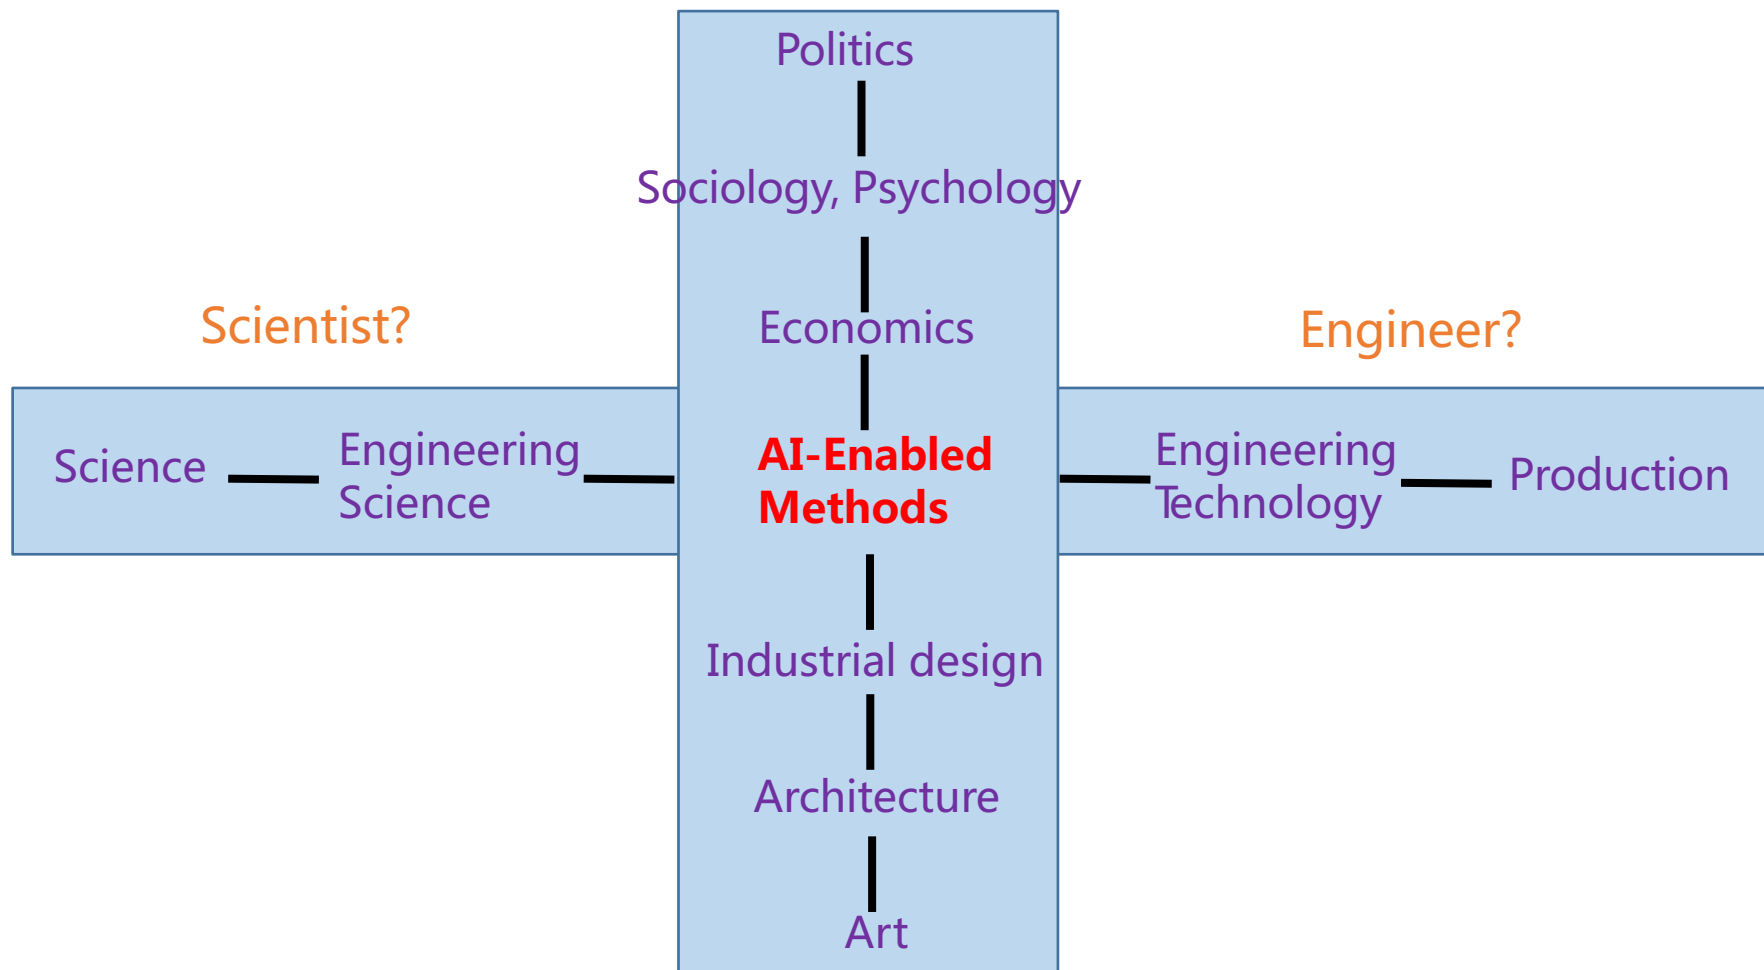 Politics
Sociology, Psychology
Economics
Scientist?
Engineer?
Science
Engineering
Science
AI-Enabled
Methods
Engineering
Technology
Production
Industrial design
Architecture
Art